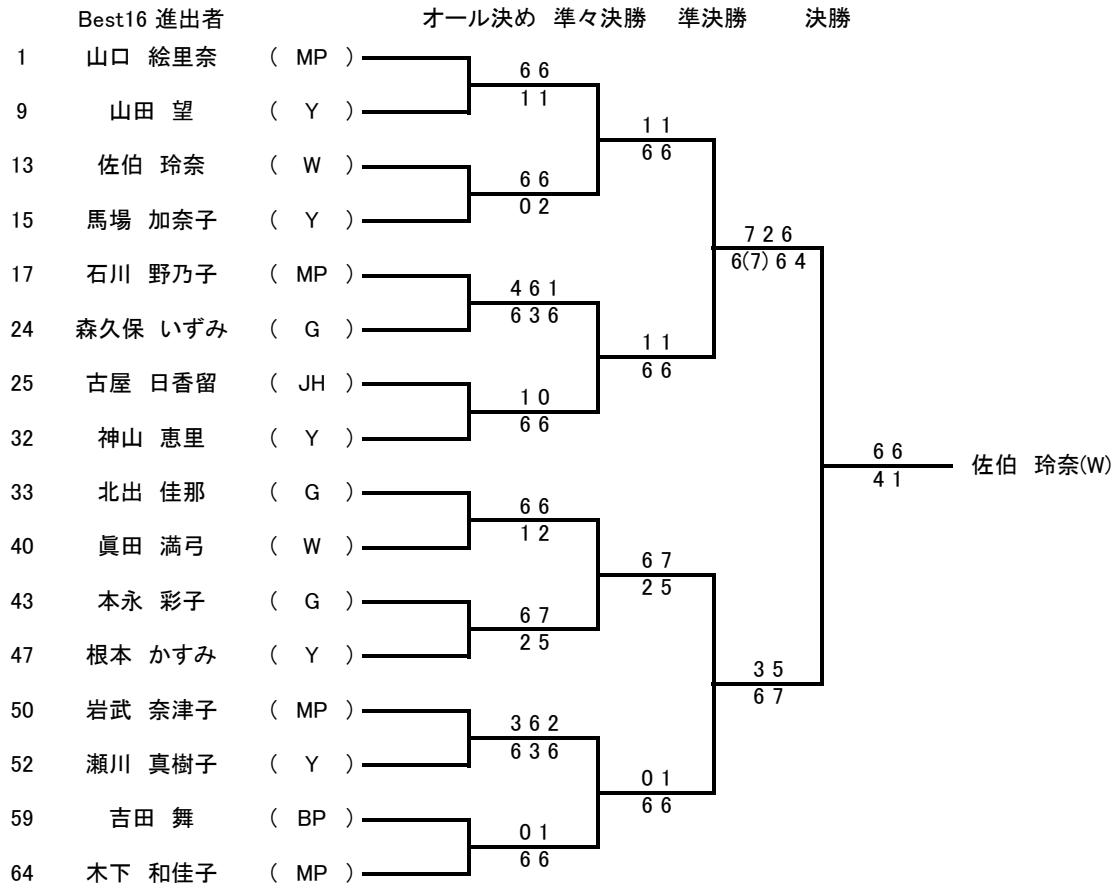 Best16 進出者 オール決め 準々決勝 準決勝 決勝
1 山口 絵里奈 ( MP )
6 6
1 1
9 山田 望 ( Y )
1 1
6 6
13 佐伯 玲奈 ( W )
6 6
0 2
15 馬場 加奈子 ( Y )
7 2 6
6(7) 6 4
17 石川 野乃子 ( MP )
4 6 1
6 3 6
24 森久保 いずみ ( G )
1 1
6 6
25 古屋 日香留 ( JH )
1 0
6 6
32 神山 恵里 ( Y )
6 6
4 1
佐伯 玲奈(W)
33 北出 佳那 ( G )
6 6
1 2
40 眞田 満弓 ( W )
6 7
2 5
43 本永 彩子 ( G )
6 7
2 5
47 根本 かすみ ( Y )
3 5
6 7
50 岩武 奈津子 ( MP )
3 6 2
6 3 6
52 瀬川 真樹子 ( Y )
0 1
6 6
59 吉田 舞 ( BP )
0 1
6 6
64 木下 和佳子 ( MP )